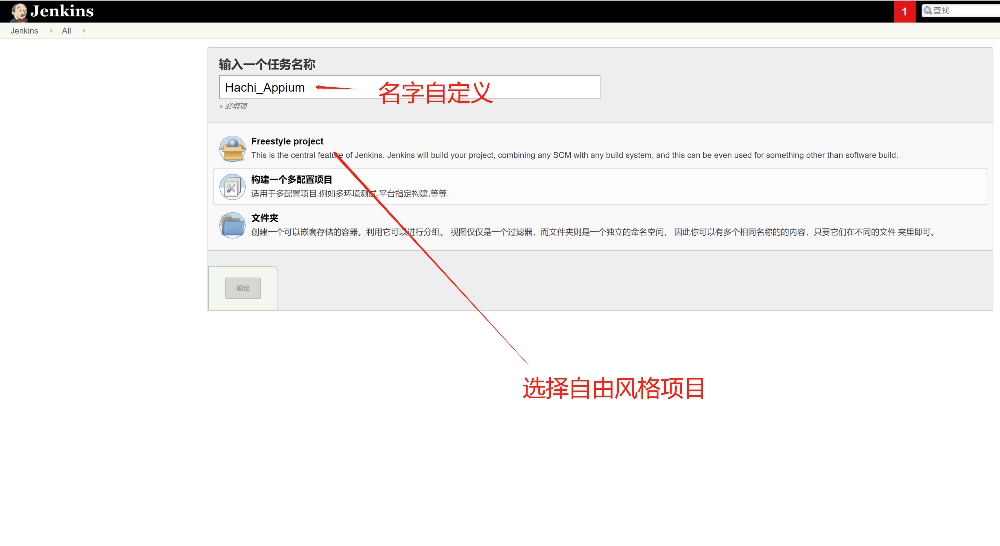 Jenkins
1
查找
Jenkins
All
输入一个任务名称
Hachi_Appium
名字自定义
» 必填项
Freestyle project
This is the central feature of Jenkins. Jenkins will build your project, combining any SCM with any build system, and this can be even used for something other than software build.
构建一个多配置项目
适用于多配置项目,例如多环境测试,平台指定构建,等等.
文件夹
创建一个可以嵌套存储的容器。利用它可以进行分组。 视图仅仅是一个过滤器，而文件夹则是一个独立的命名空间， 因此你可以有多个相同名称的的内容，只要它们在不同的文件 夹里即可。
确定
选择自由风格项目